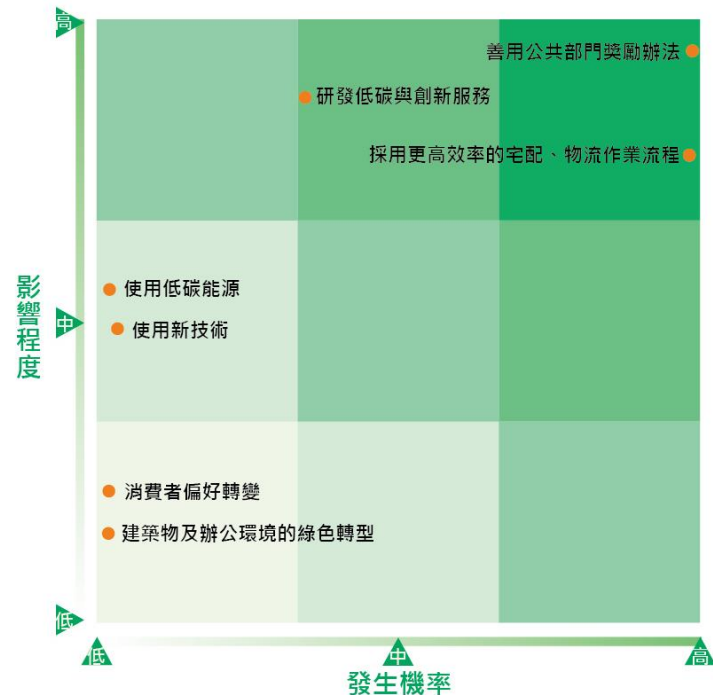 高
善用公共部門獎勵辦法
研發低碳與創新服務
採用更高效率的宅配、物流作業流程
使用低碳能源
影響程度
中
使用新技術
消費者偏好轉變
建築物及辦公環境的綠色轉型
低
低
中
高
發生機率